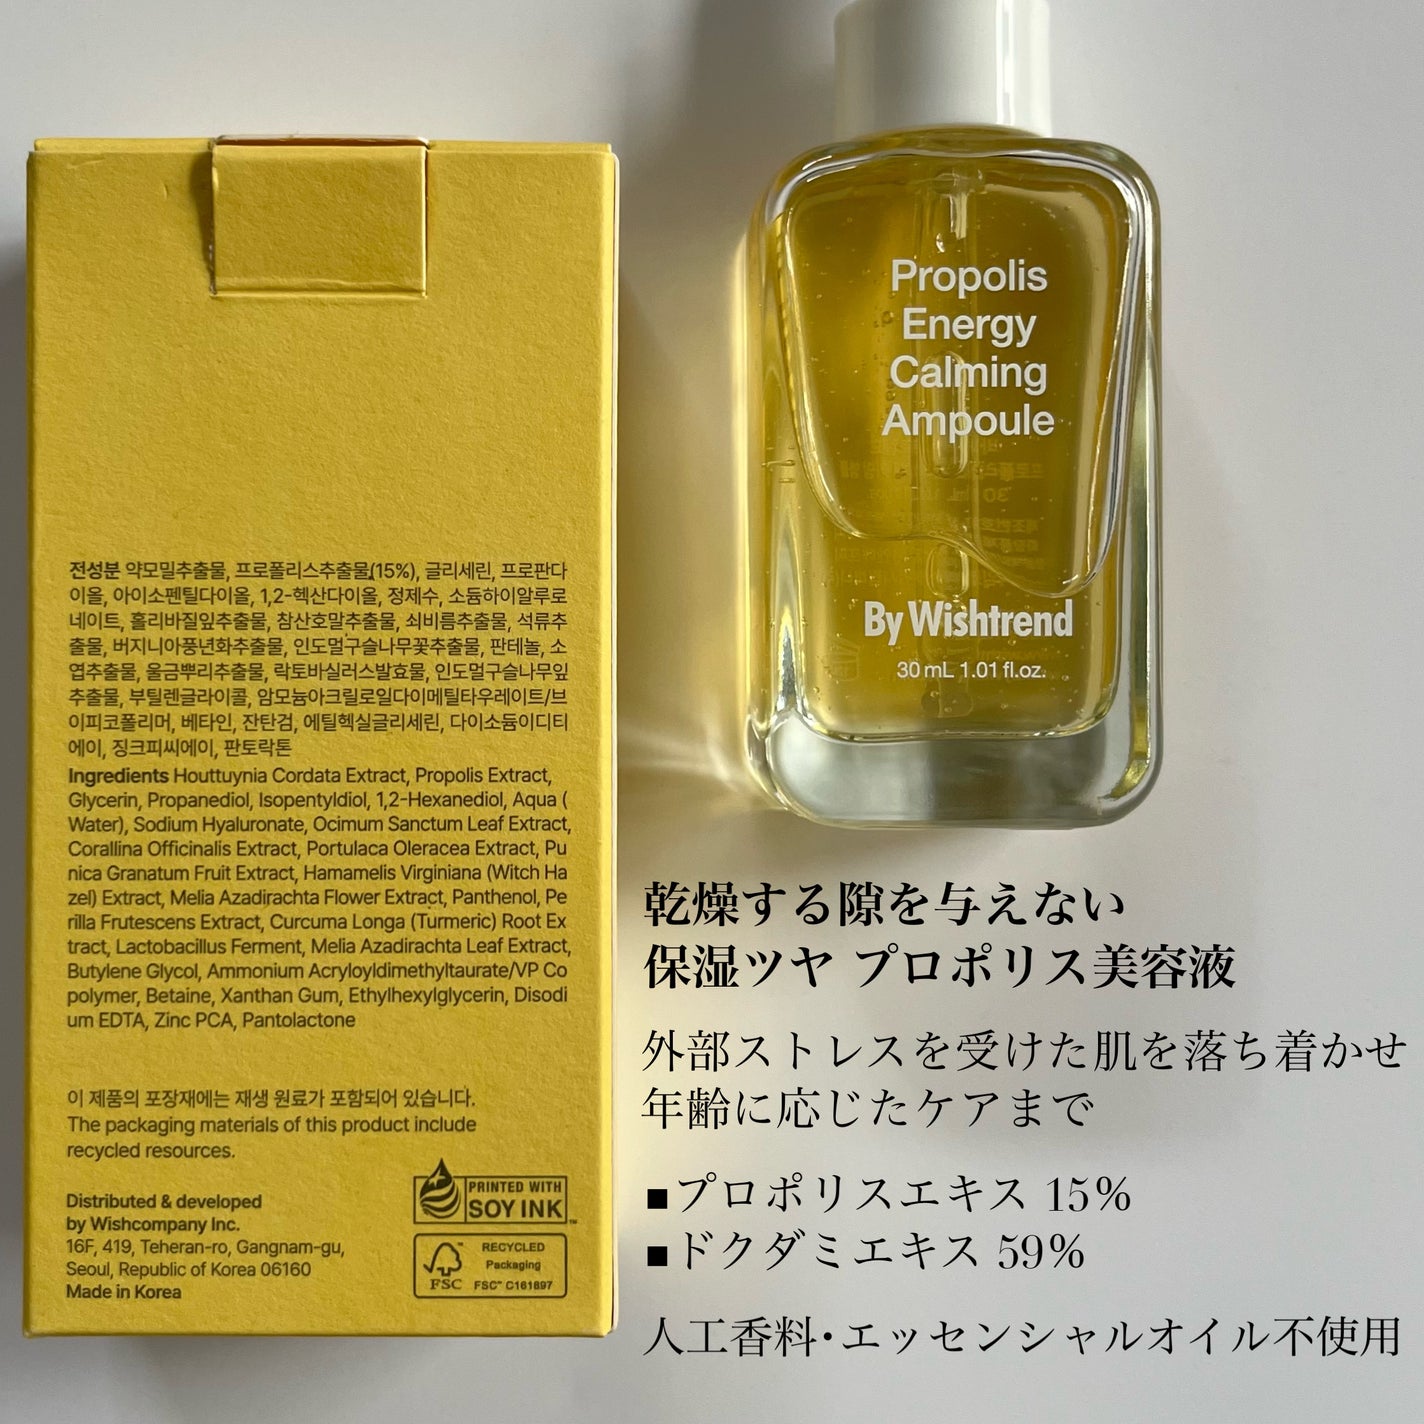 전성분 약모밀추출물, 프로폴리스추출물(15%), 글리세린, 프로판다
이올, 아이소펜틸다이올, 1,2-헥산다이올, 정제수, 소듐하이알루로
네이트, 홀리바질잎추출물, 참산호말추출물, 쇠비름추출물, 석류추
출물, 버지니아풍년화추출물, 인도멀구슬나무꽃추출물, 판테놀, 소
엽추출물, 울금뿌리추출물, 락토바실러스발효물, 인도멀구슬나무잎
추출물, 부틸렌글라이콜, 암모늄아크릴로일다이메틸타우레이트/브
이피코폴리머, 베타인, 잔탄검, 에틸헥실글리세린, 다이소듐이디티
에이, 징크피씨에이, 판토락톤
Ingredients Houttuynia Cordata Extract, Propolis Extract,
Glycerin, Propanediol, Isopentyldiol, 1,2-Hexanediol, Aqua (
Water), Sodium Hyaluronate, Ocimum Sanctum Leaf Extract,
Corallina Officinalis Extract, Portulaca Oleracea Extract, Pu
nica Granatum Fruit Extract, Hamamelis Virginiana (Witch Ha
zel) Extract, Melia Azadirachta Flower Extract, Panthenol, Pe
rilla Frutescens Extract, Curcuma Longa (Turmeric) Root Ex
tract, Lactobacillus Ferment, Melia Azadirachta Leaf Extract,
Butylene Glycol, Ammonium Acryloyldimethyltaurate/VP Co
polymer, Betaine, Xanthan Gum, Ethylhexylglycerin, Disodi
um EDTA, Zinc PCA, Pantolactone
이 제품의 포장재에는 재생 원료가 포함되어 있습니다.
The packaging materials of this product include
recycled resources.
Distributed & developed
by Wishcompany Inc.
16F, 419, Teheran-ro, Gangnam-gu,
Seoul, Republic of Korea 06160
Made in Korea
PRINTED WITH
SOY INK™
RECYCLED
Packaging
FSC™ C161897
FSC
Propolis
Energy
Calming
Ampoule
By Wishtrend
30 mL 1.01 fl.oz.
乾燥する隙を与えない
保湿ツヤ プロポリス美容液
外部ストレスを受けた肌を落ち着かせ
年齢に応じたケアまで
■プロポリスエキス 15%
■ドクダミエキス 59%
人工香料・エッセンシャルオイル不使用